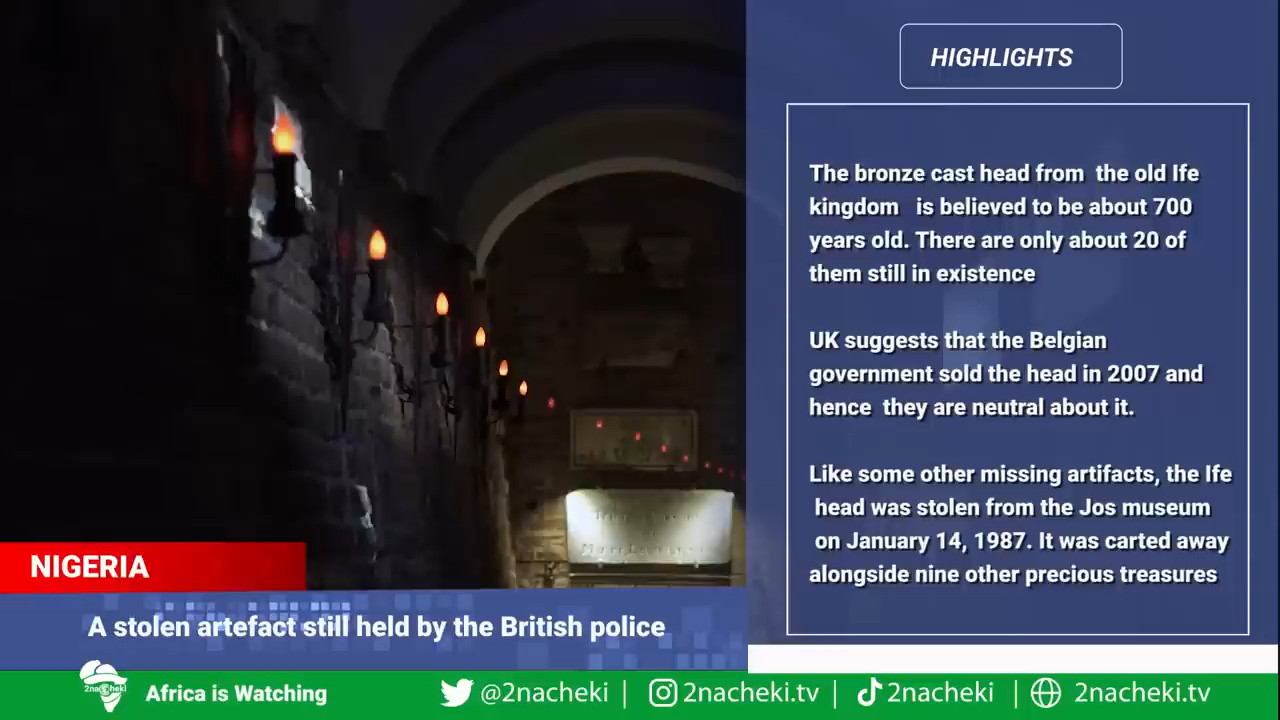 HIGHLIGHTS
The bronze cast head from the old Ife
kingdom is believed to be about 700
years old. There are only about 20 of
them still in existence
UK suggests that the Belgian
government sold the head in 2007 and
hence they are neutral about it.
Like some other missing artifacts, the Ife
head was stolen from the Jos museum
on January 14, 1987. It was carted away
alongside nine other precious treasures
NIGERIA
A stolen artefact still held by the British police
2nacheki
Africa is Watching
@2nacheki |
2nacheki.tv |
2nacheki |
2nacheki.tv